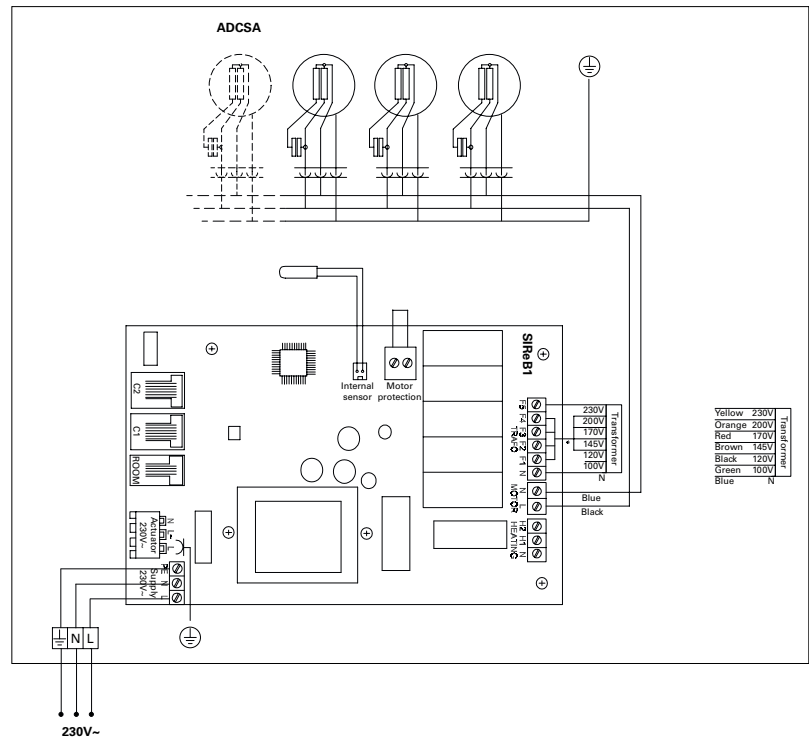 ADCSA
SIReB1
Internal
sensor
Motor
protection
C2
C1
ROOM
F5
F4
F3
F2
F1
N
TRAFO
230V
200V
170V
145V
120V
100V
N
Transformer
N
L
MOTOR
Blue
Black
H2
H1
N
HEATING
Actuator
230V~
N
L
PE
N
L
Supply
230V~
N L
230V~
Yellow 230V
Orange 200V
Red 170V
Brown 145V
Black 120V
Green 100V
Blue N
Transformer